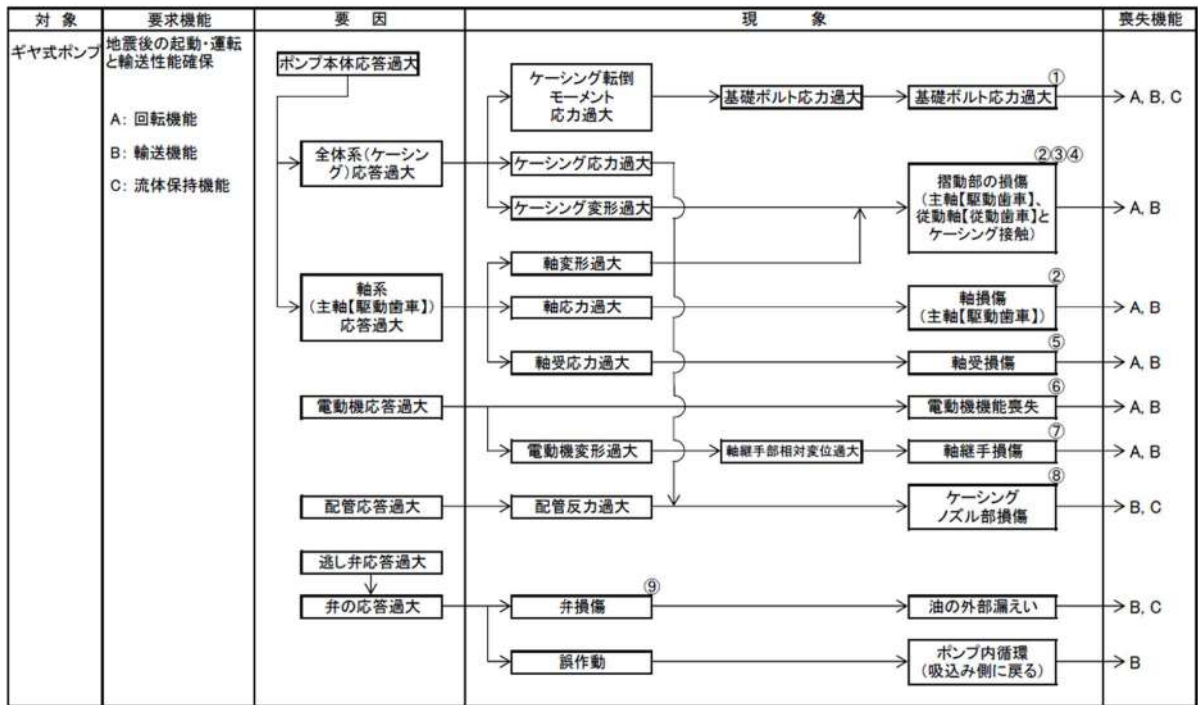 対 象
要求機能
要 因
現 象
喪失機能
ギヤ式ポンプ
地震後の起動・運転
と輸送性能確保
A: 回転機能
B: 輸送機能
C: 流体保持機能
ポンプ本体応答過大
ケーシング転倒
モーメント
応力過大
基礎ボルト応力過大
①
基礎ボルト応力過大
A, B, C
全体系(ケーシン
グ)応答過大
ケーシング応力過大
ケーシング変形過大
②③④
摺動部の損傷
(主軸【駆動歯車】、
従動軸【従動歯車】と
ケーシング接触)
A, B
軸系
(主軸【駆動歯車】)
応答過大
軸変形過大
軸応力過大
②
軸損傷
(主軸【駆動歯車】)
A, B
軸受応力過大
⑤
軸受損傷
A, B
電動機応答過大
⑥
電動機機能喪失
A, B
電動機変形過大
軸継手部相対変位過大
⑦
軸継手損傷
A, B
配管応答過大
配管反力過大
⑧
ケーシング
ノズル部損傷
B, C
逃し弁応答過大
弁の応答過大
⑨
弁損傷
油の外部漏えい
B, C
誤作動
ポンプ内循環
(吸込み側に戻る)
B